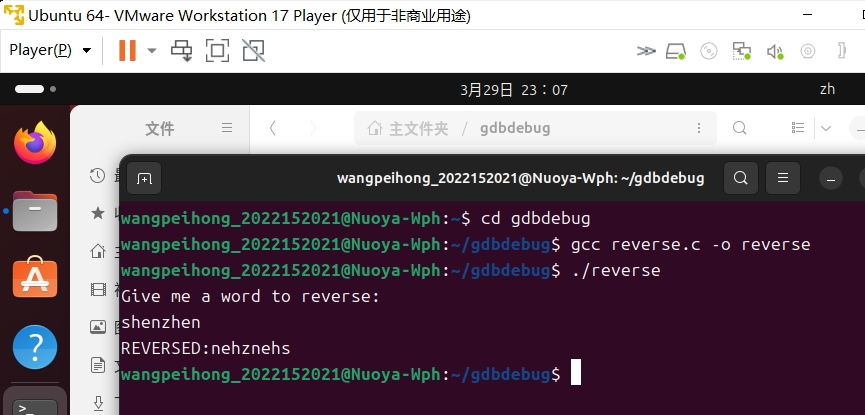 Ubuntu 64- VMware Workstation 17 Player (仅用于非商业用途)
Player(P)
3月29日 23：07
zh
文件
主文件夹 / gdbdebug
wangpeihong_2022152021@Nuoya-Wph: ~/gdbdebug
wangpeihong_2022152021@Nuoya-Wph:~$ cd gdbdebug
wangpeihong_2022152021@Nuoya-Wph:~/gdbdebug$ gcc reverse.c -o reverse
wangpeihong_2022152021@Nuoya-Wph:~/gdbdebug$ ./reverse
Give me a word to reverse:
shenzhen
REVERSED:nehznehs
wangpeihong_2022152021@Nuoya-Wph:~/gdbdebug$